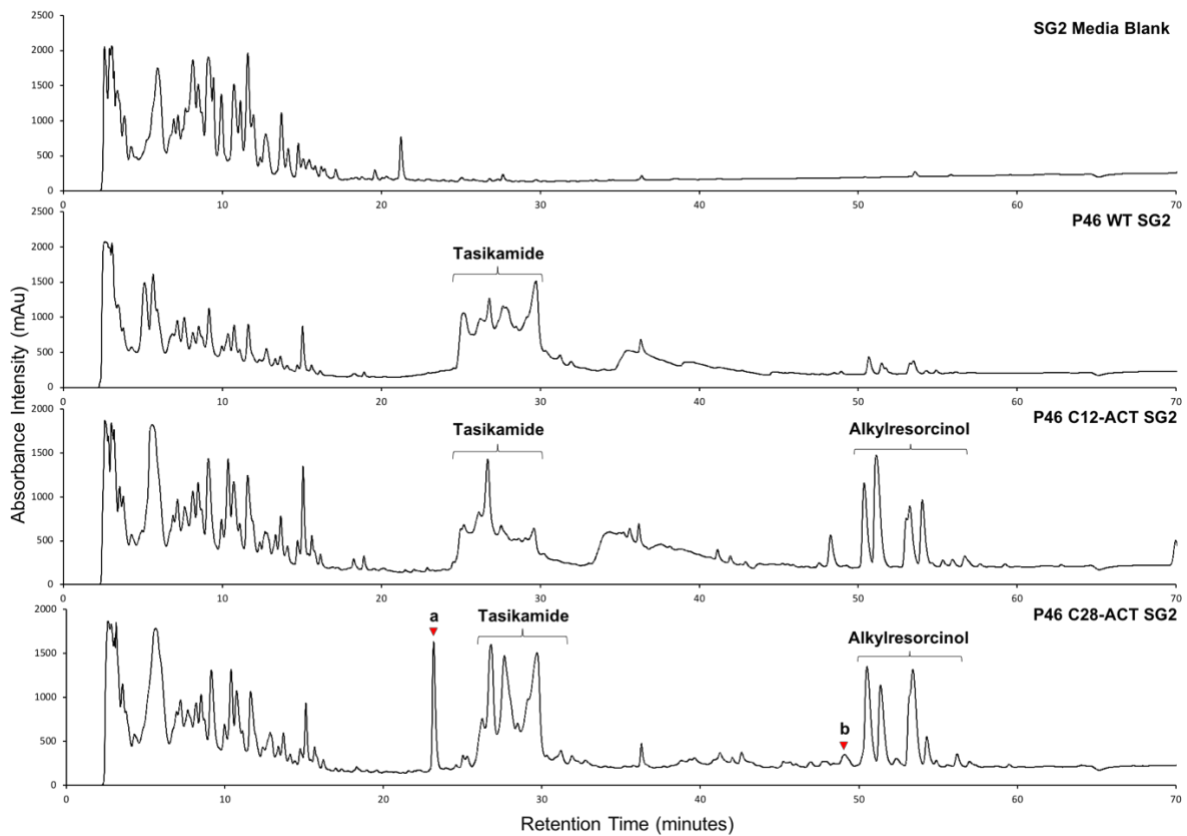 SG2 Media Blank
2500
2000
1500
1000
500
0
0 10 20 30 40 50 60 70
P46 WT SG2
2500
2000
1500
1000
500
0
Tasikamide
0 10 20 30 40 50 60 70
P46 C12-ACT SG2
2000
1500
1000
500
0
Tasikamide
Alkylresorcinol
0 10 20 30 40 50 60 70
P46 C28-ACT SG2
2000
1500
1000
500
0
a
Tasikamide
b
Alkylresorcinol
0 10 20 30 40 50 60 70
Absorbance Intensity (mAu)
Retention Time (minutes)